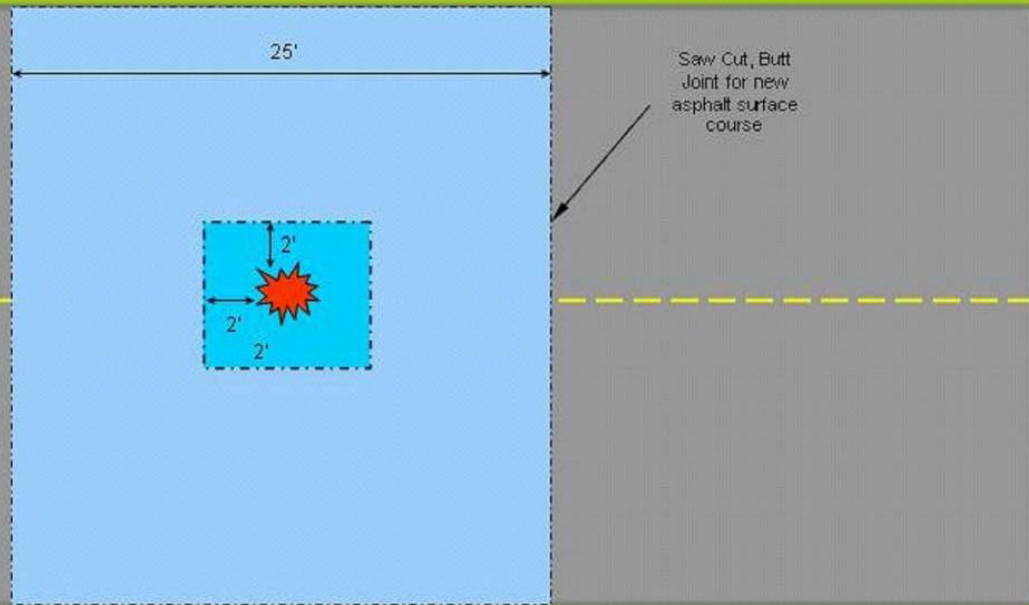 25'
Saw Cut, Butt
Joint for new
asphalt surface
course
2'
2'
2'